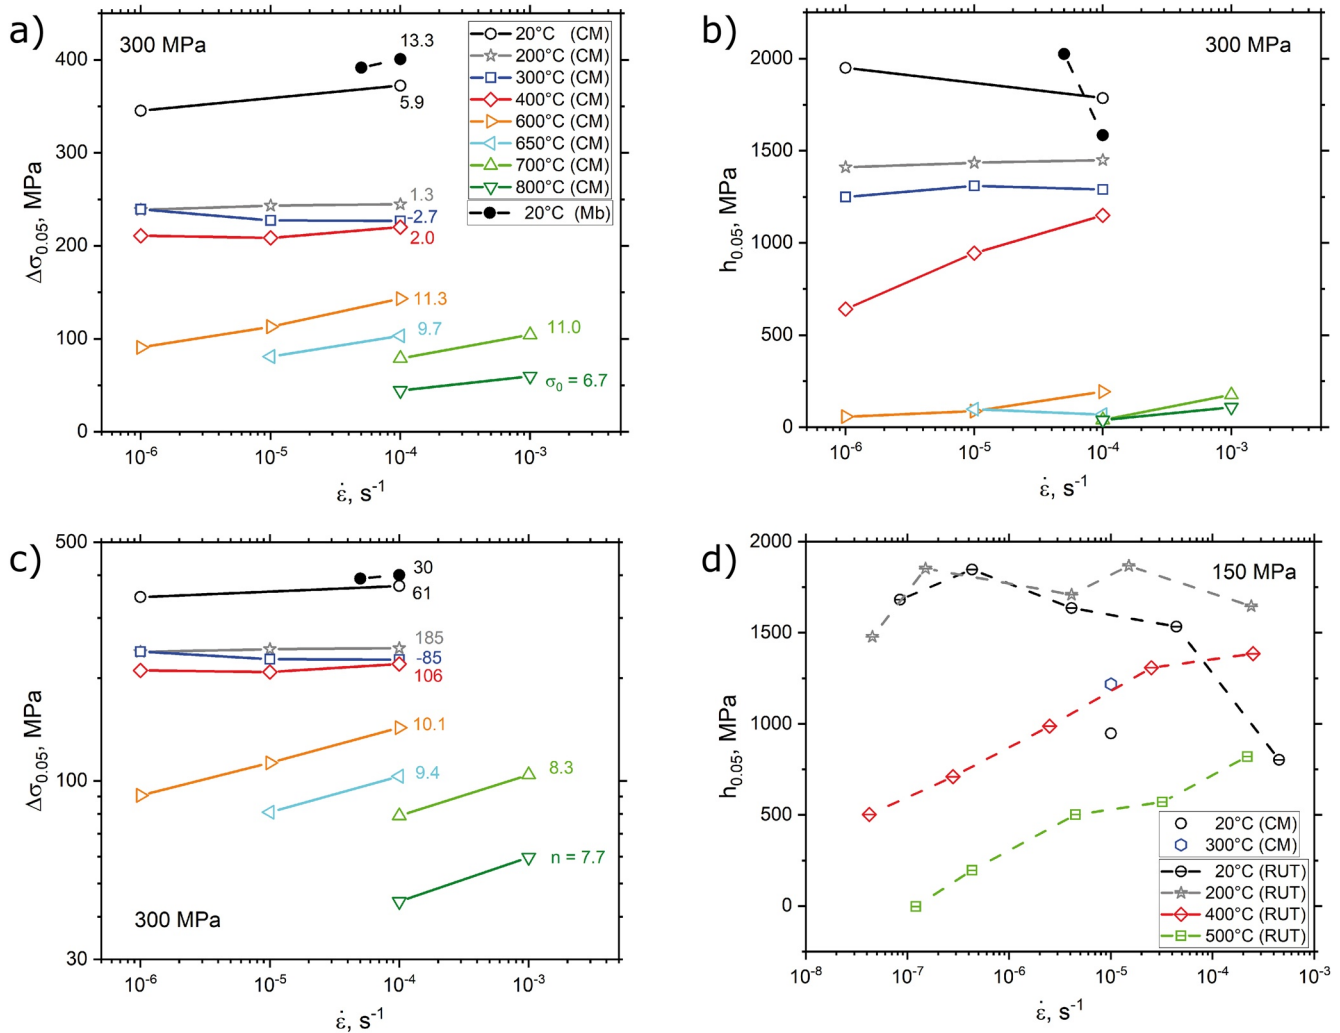 a)
300 MPa
400
300
200
100
0
Δσ0.05, MPa
13.3
5.9
1.3
-2.7
2.0
11.3
9.7
11.0
σ0 = 6.7
20°C (CM)
200°C (CM)
300°C (CM)
400°C (CM)
600°C (CM)
650°C (CM)
700°C (CM)
800°C (CM)
20°C (Mb)
10-6 10-5 10-4 10-3
ε̇, s-1
b)
300 MPa
2000
1500
1000
500
0
h0.05, MPa
10-6 10-5 10-4 10-3
ε̇, s-1
c)
500
100
30
Δσ0.05, MPa
30
61
185
-85
106
10.1
9.4
8.3
n = 7.7
300 MPa
10-6 10-5 10-4 10-3
ε̇, s-1
d)
150 MPa
2000
1500
1000
500
0
h0.05, MPa
20°C (CM)
300°C (CM)
20°C (RUT)
200°C (RUT)
400°C (RUT)
500°C (RUT)
10-8 10-7 10-6 10-5 10-4 10-3
ε̇, s-1